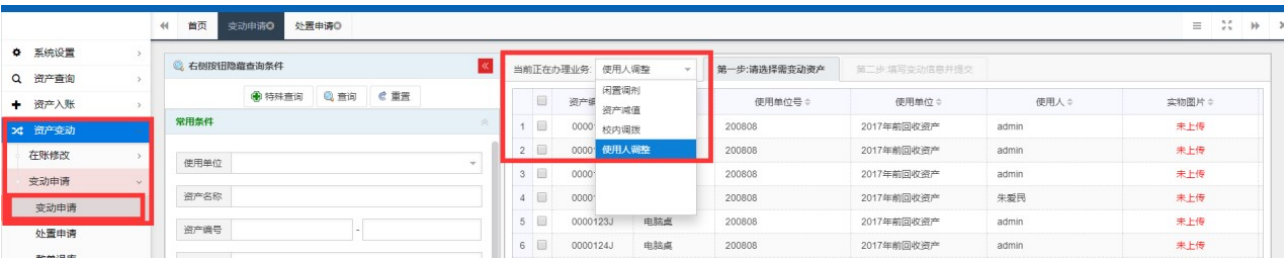 首页 变动申请 处置申请
系统设置
资产查询
资产入账
资产变动
在账修改
变动申请
变动申请
处置申请
右侧按钮隐藏查询条件
特殊查询 查询 重置
常用条件
使用单位
资产名称
资产编号 -
当前正在办理业务: 使用人调整 第一步:请选择需变动资产 第二步:填写变动信息并提交
闲置调剂
资产减值
校内调拨
使用人调整
使用单位号 使用单位 使用人 实物图片
1 200808 2017年前回收资产 admin 未上传
2 200808 2017年前回收资产 admin 未上传
3 200808 2017年前回收资产 admin 未上传
4 200808 2017年前回收资产 朱爱民 未上传
5 0000123J 电脑桌 200808 2017年前回收资产 admin 未上传
6 0000124J 电脑桌 200808 2017年前回收资产 admin 未上传